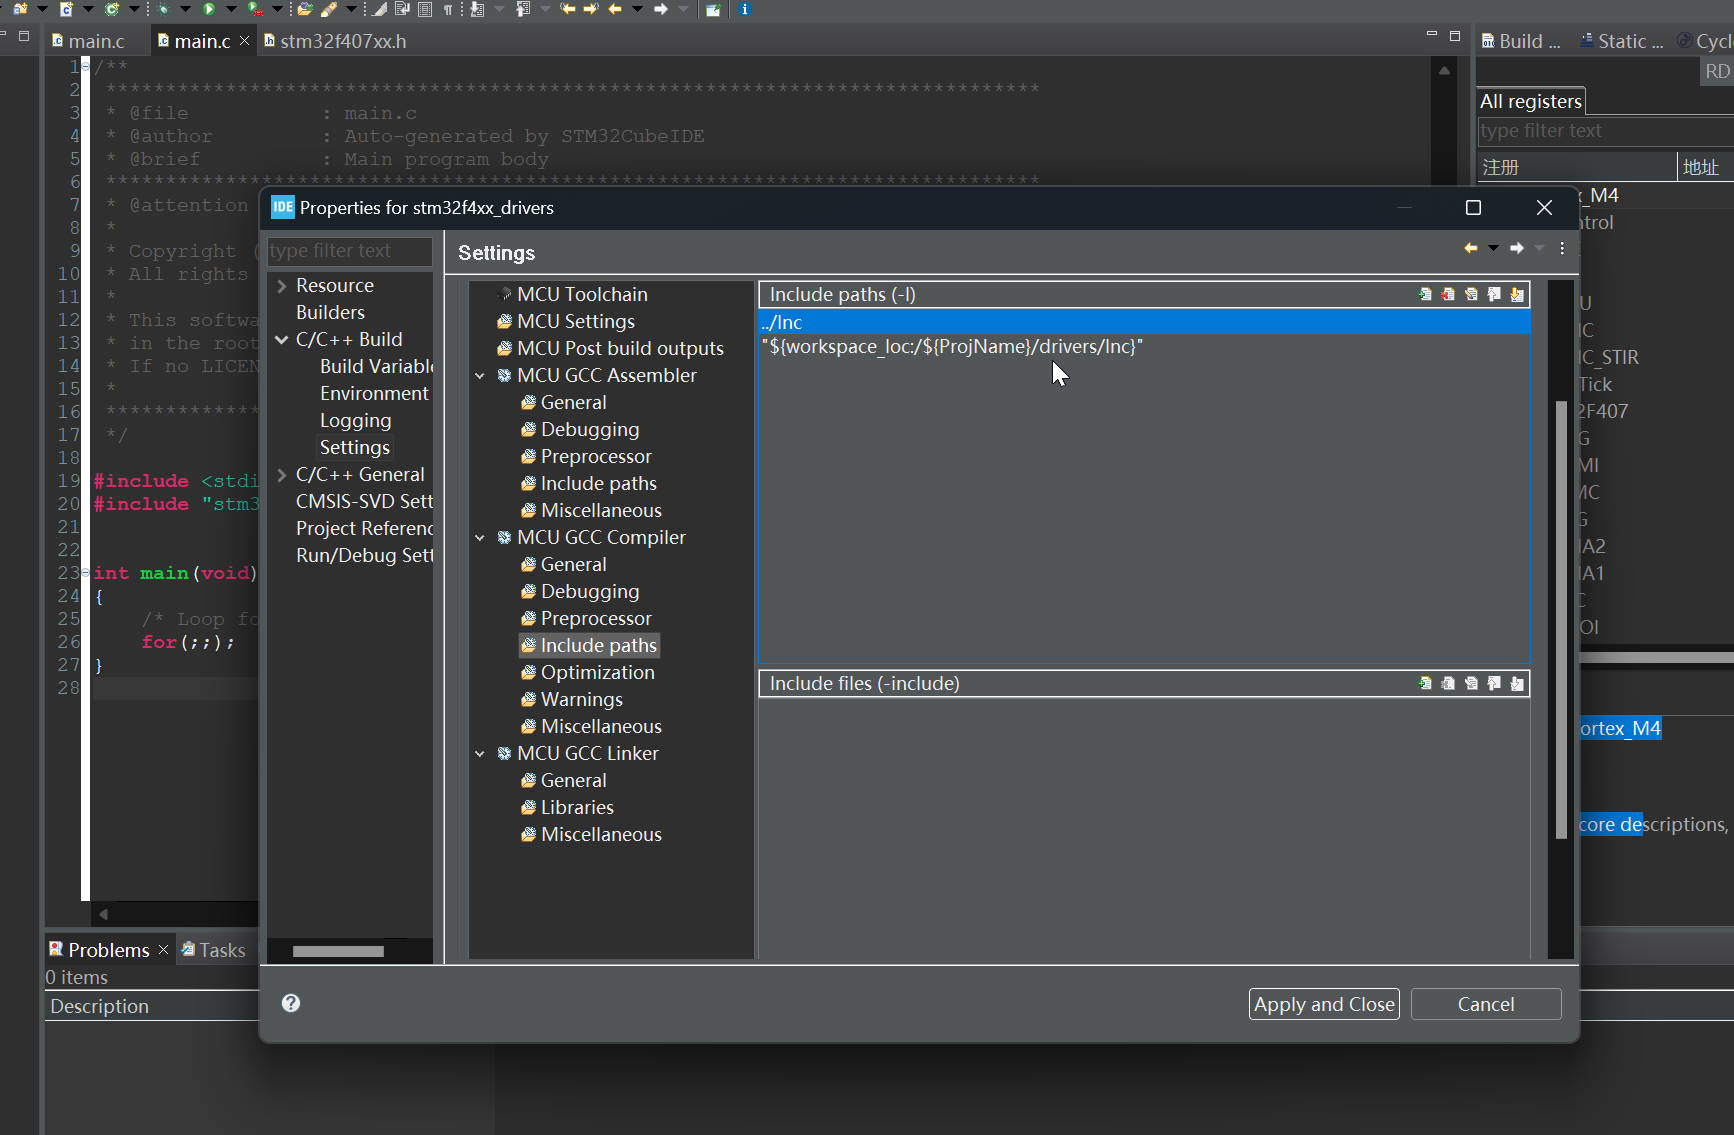 main.c
main.c
stm32f407xx.h
Build ...
Static ...
Cycl
RD
All registers
type filter text
注册
地址
1 /**
2 ******************************************************************************
3 * @file : main.c
4 * @author : Auto-generated by STM32CubeIDE
5 * @brief : Main program body
6 ******************************************************************************
7 * @attention
8 *
9 * Copyright (
10 * All rights
11 *
12 * This softwa
13 * in the root
14 * If no LICEN
15 *
16 *************
17 */
18
19 #include <stdi
20 #include "stm3
21
22
23 int main(void)
24 {
25 /* Loop fo
26 for(;;);
27 }
28
IDE Properties for stm32f4xx_drivers
type filter text
Resource
Builders
C/C++ Build
Build Variable
Environment
Logging
Settings
C/C++ General
CMSIS-SVD Sett
Project Referenc
Run/Debug Sett
Settings
MCU Toolchain
MCU Settings
MCU Post build outputs
MCU GCC Assembler
General
Debugging
Preprocessor
Include paths
Miscellaneous
MCU GCC Compiler
General
Debugging
Preprocessor
Include paths
Optimization
Warnings
Miscellaneous
MCU GCC Linker
General
Libraries
Miscellaneous
Include paths (-I)
../Inc
"${workspace_loc:/${ProjName}/drivers/Inc}"
Include files (-include)
Apply and Close
Cancel
_M4
trol
U
IC
IC_STIR
Tick
2F407
G
MI
MC
G
IA2
IA1
C
OI
ortex_M4
core descriptions,
Problems
Tasks
0 items
Description